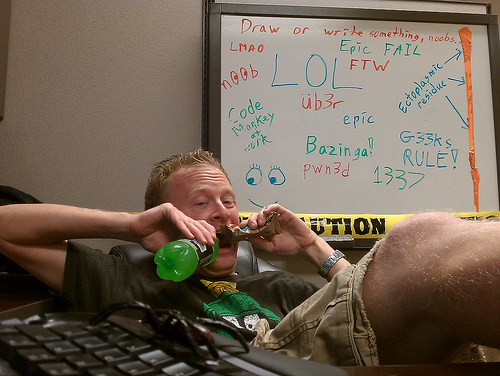 Draw or write something, noobs.
LMAO
Epic FAIL
FTW
n00b
LOL
Ectoplasmic
residue
üb3r
epic
Code
Monkey
at
work
G33ks
RULE!
Bazinga!
pwn3d
1337
CAUTION